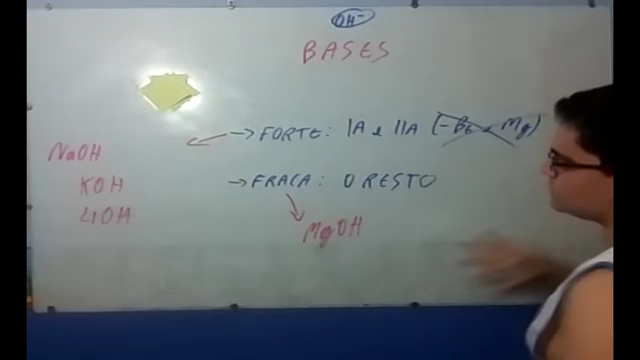 OH⁻
BASES
→ FORTE: IA e IIA (-Be e Mg)
NaOH
KOH
LiOH
→ FRACA: O RESTO
MgOH